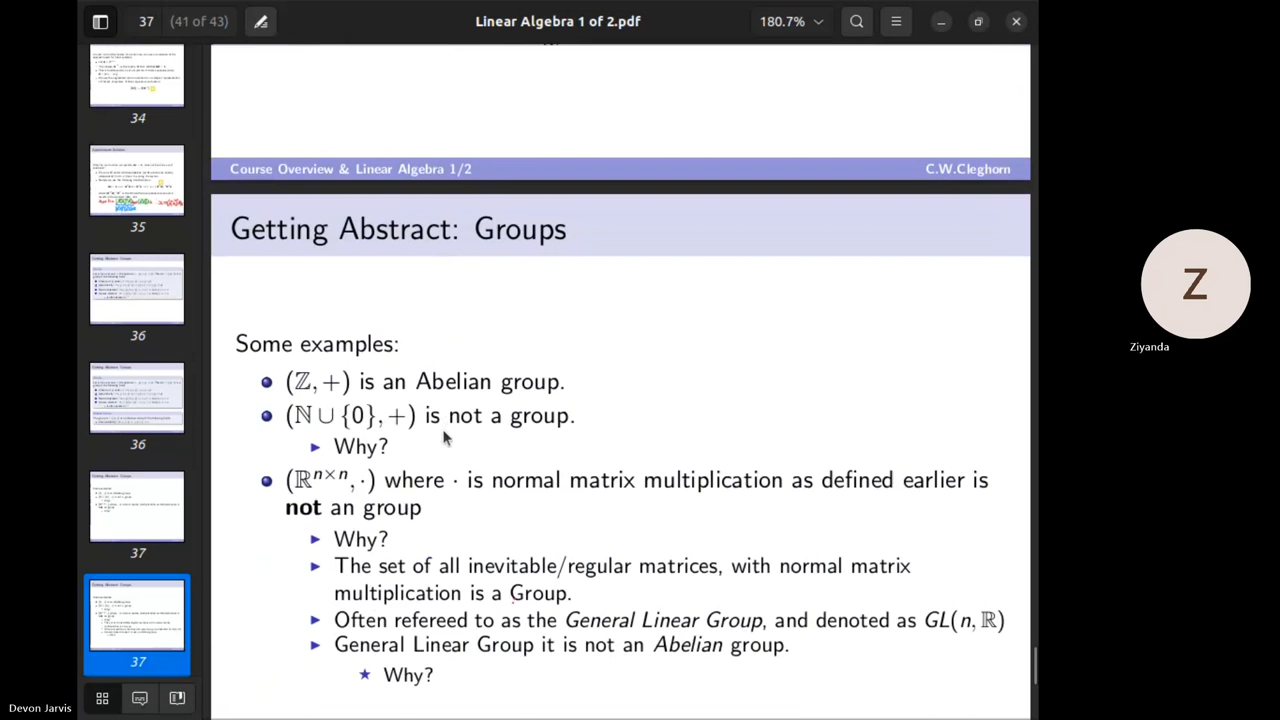 37 (41 of 43)
Linear Algebra 1 of 2.pdf
180.7%
34
35
36
36
37
37
Course Overview & Linear Algebra 1/2
C.W.Cleghorn
Getting Abstract: Groups
Some examples:
(ℤ, +) is an Abelian group.
(ℕ ∪ {0}, +) is not a group.
Why?
(ℝⁿˣⁿ, ·) where · is normal matrix multiplication as defined earlier is
not an group
Why?
The set of all inevitable/regular matrices, with normal matrix
multiplication is a Group.
Often refereed to as the General Linear Group, and denoted as GL(n, ℝ)
General Linear Group it is not an Abelian group.
Why?
Z
Ziyanda
Devon Jarvis